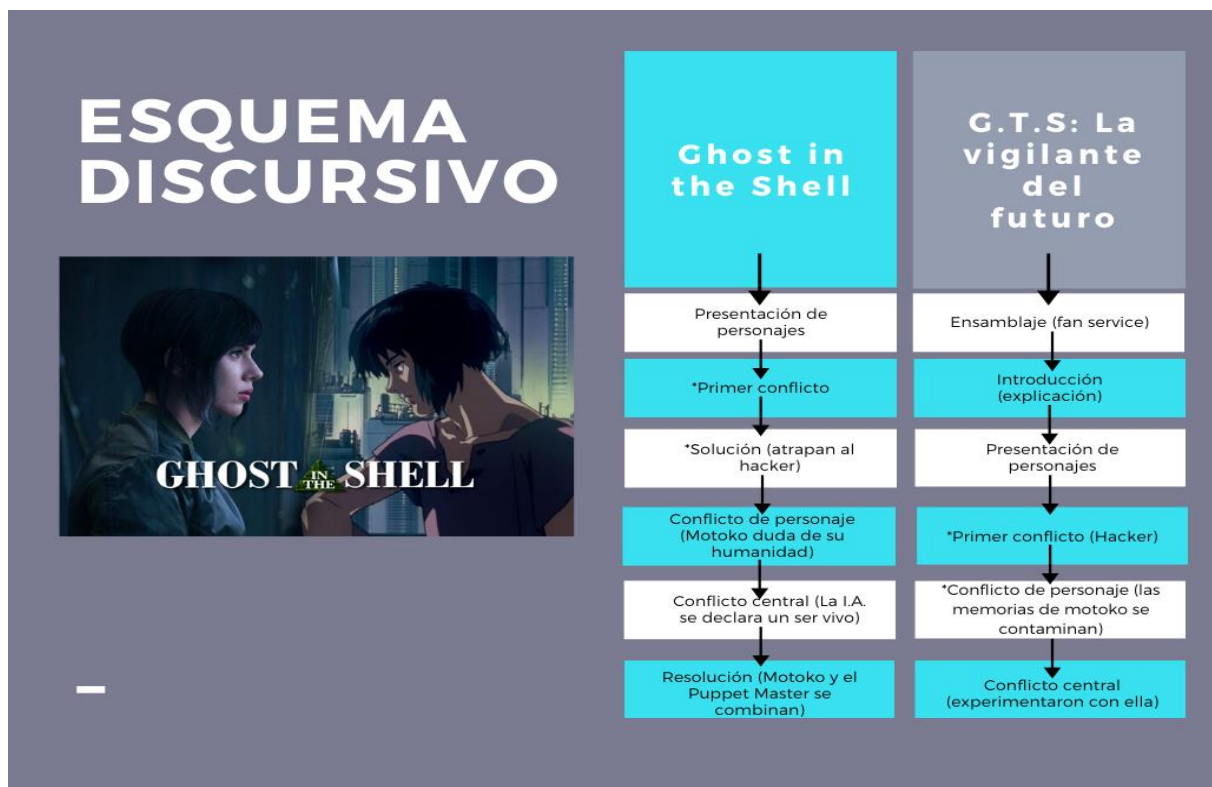 ESQUEMA
DISCURSIVO
GHOST IN THE SHELL
Ghost in
the Shell
Presentación de
personajes
*Primer conflicto
*Solución (atrapan al
hacker)
Conflicto de personaje
(Motoko duda de su
humanidad)
Conflicto central (La I.A.
se declara un ser vivo)
Resolución (Motoko y el
Puppet Master se
combinan)
G.T.S: La
vigilante
del
futuro
Ensamblaje (fan service)
Introducción
(explicación)
Presentación de
personajes
*Primer conflicto (Hacker)
*Conflicto de personaje (las
memorias de motoko se
contaminan)
Conflicto central
(experimentaron con ella)